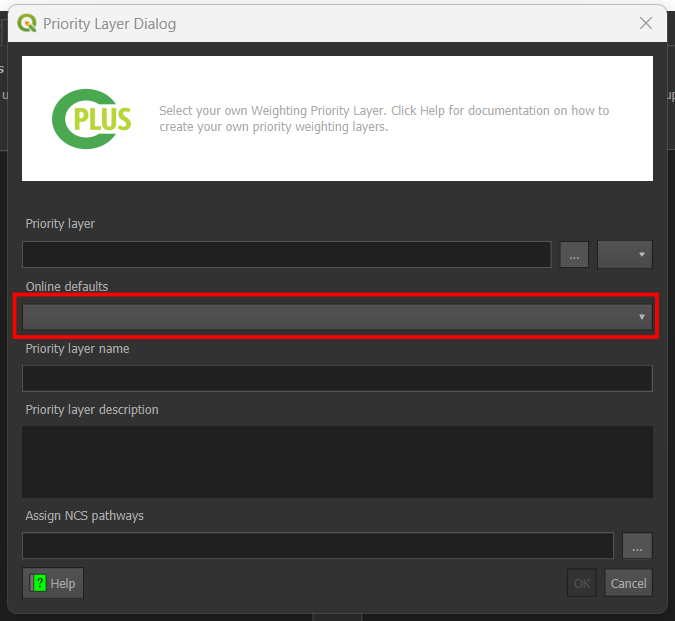 Priority Layer Dialog
PLUS
Select your own Weighting Priority Layer. Click Help for documentation on how to
create your own priority weighting layers.
Priority layer
...
Online defaults
Priority layer name
Priority layer description
Assign NCS pathways
...
? Help
OK
Cancel